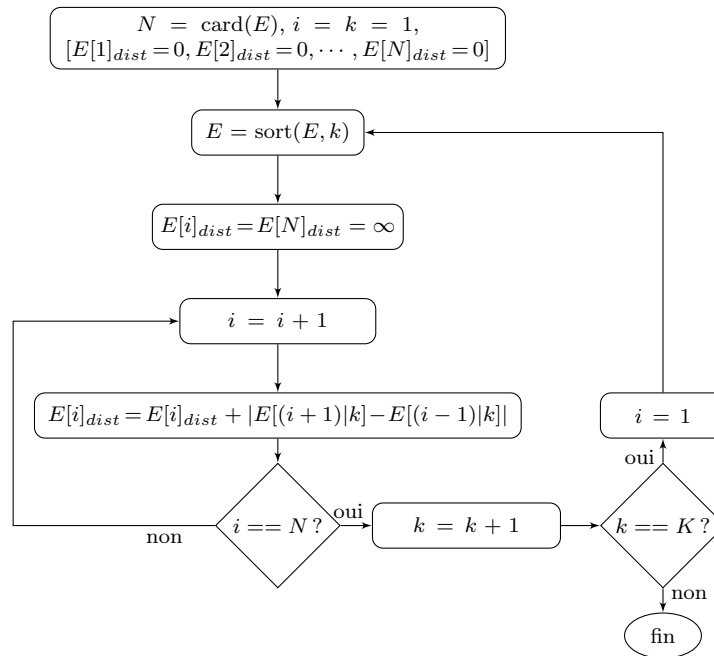 N = card(E), i = k = 1,
[E[1]_{dist}=0, E[2]_{dist}=0, ⋯, E[N]_{dist}=0]
E = sort(E, k)
E[i]_{dist}=E[N]_{dist} = ∞
i = i + 1
E[i]_{dist}=E[i]_{dist} + |E[(i+1)|k]−E[(i−1)|k]|
i = 1
oui
i == N ?
oui
k = k + 1
k == K ?
non
non
fin